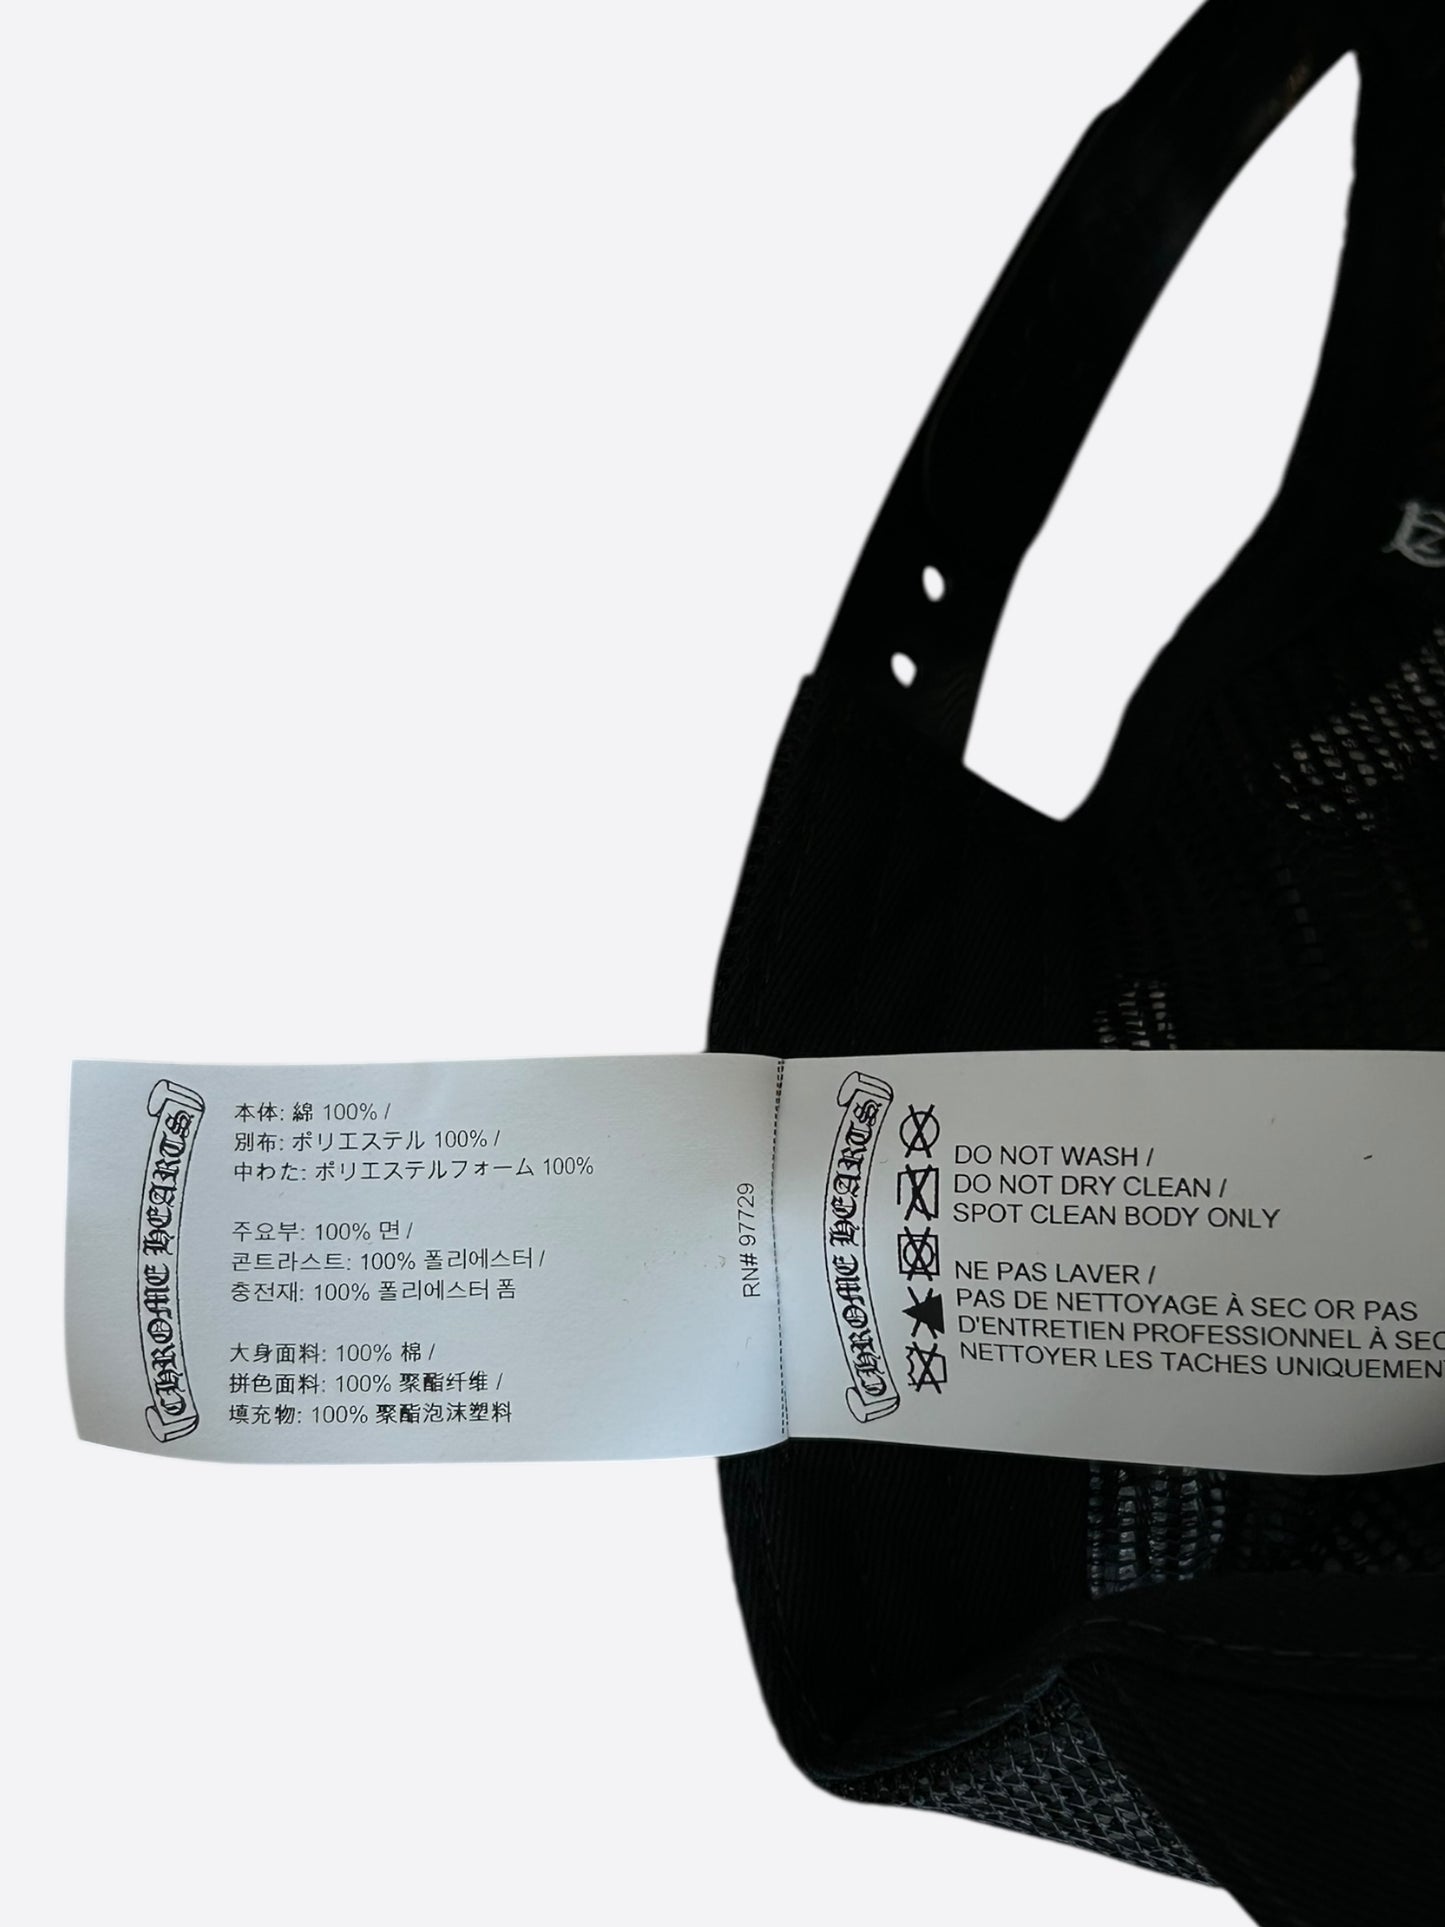 CHROME HEARTS
本体: 綿 100% /
別布: ポリエステル 100% /
中わた: ポリエステルフォーム 100%
주요부: 100% 면 /
콘트라스트: 100% 폴리에스터 /
충전재: 100% 폴리에스터 폼
大身面料: 100% 棉 /
拼色面料: 100% 聚酯纤维 /
填充物: 100% 聚酯泡沫塑料
RN# 97729
CHROME HEARTS
DO NOT WASH /
DO NOT DRY CLEAN /
SPOT CLEAN BODY ONLY
NE PAS LAVER /
PAS DE NETTOYAGE À SEC OR PAS
D'ENTRETIEN PROFESSIONNEL À SEC
NETTOYER LES TACHES UNIQUEMEN